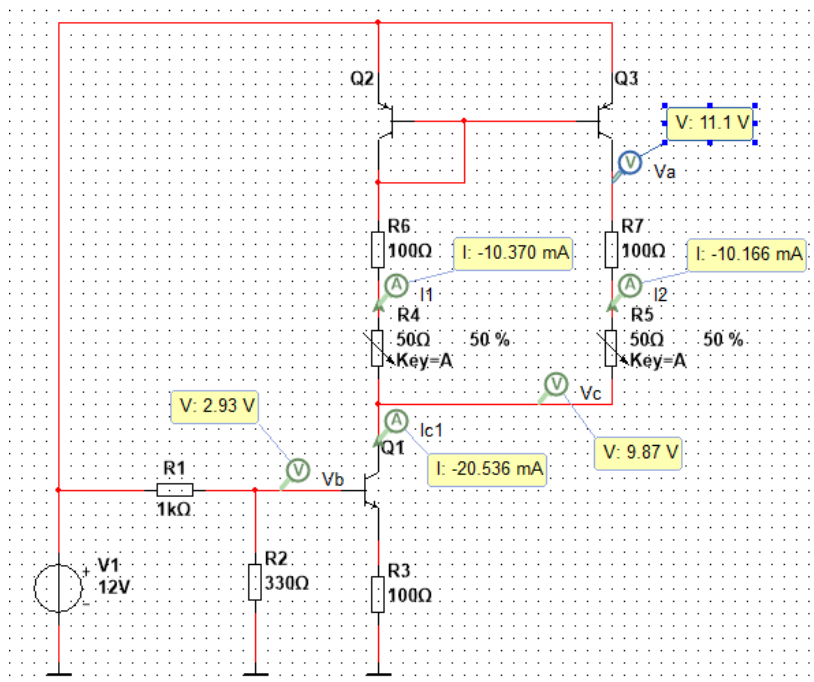 Q2
Q3
V: 11.1 V
V
Va
R6
100Ω
R7
100Ω
I: -10.370 mA
I: -10.166 mA
A
I1
A
I2
R4
50Ω 50 %
Key=A
R5
50Ω 50 %
Key=A
V
Vc
V: 2.93 V
A
Ic1
Q1
V: 9.87 V
I: -20.536 mA
V
Vb
R1
1kΩ
R2
330Ω
R3
100Ω
V1
12V
+
−